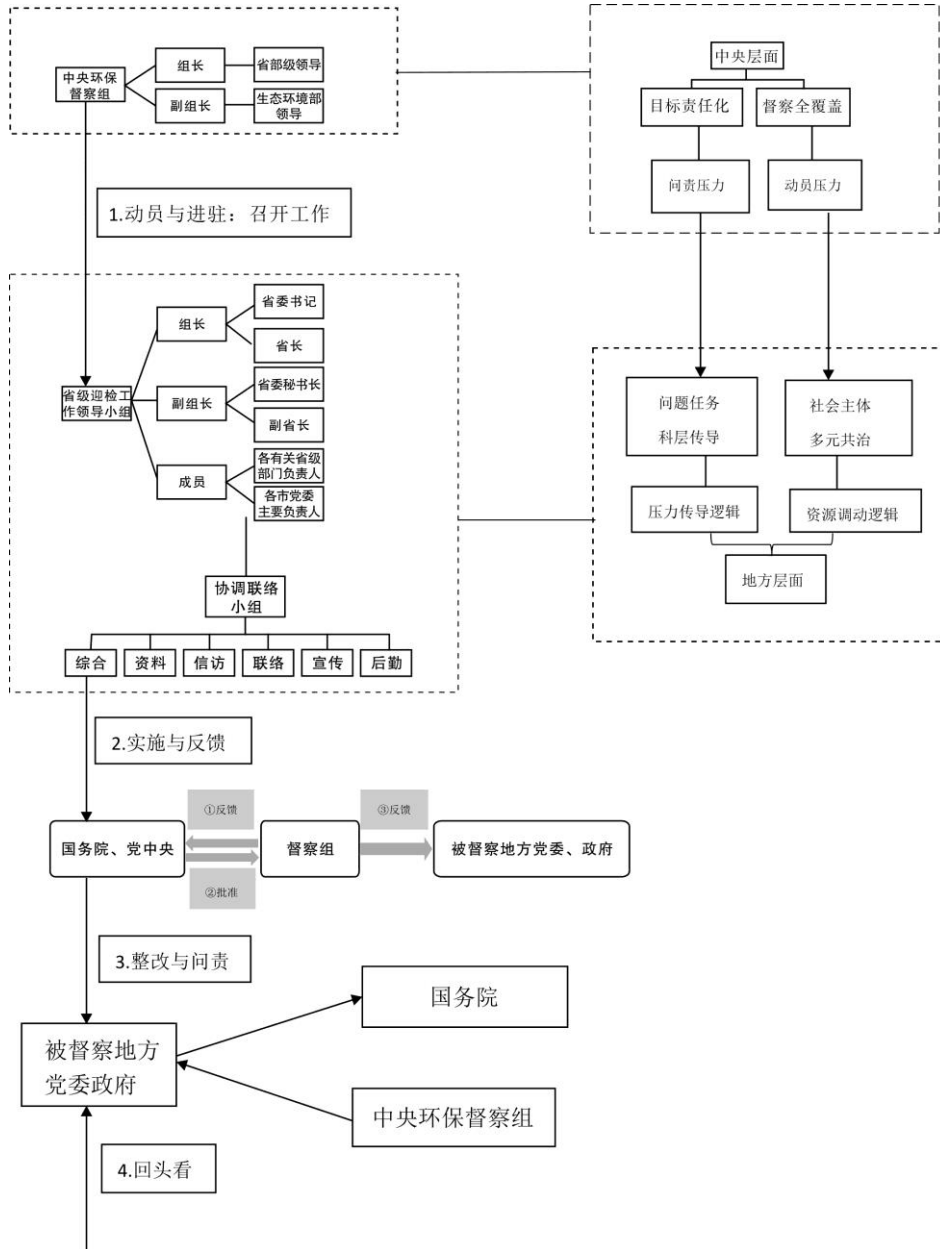 中央环保
督察组
组长
省部级领导
副组长
生态环境部
领导
1.动员与进驻：召开工作
省级迎检工
作领导小组
组长
省委书记
省长
副组长
省委秘书长
副省长
成员
各有关省级
部门负责人
各市党委
主要负责人
协调联络
小组
综合
资料
信访
联络
宣传
后勤
2.实施与反馈
①反馈
③反馈
国务院、党中央
督察组
被督察地方党委、政府
②批准
3.整改与问责
国务院
被督察地方
党委政府
中央环保督察组
4.回头看
中央层面
目标责任化
督察全覆盖
问责压力
动员压力
问题任务
科层传导
社会主体
多元共治
压力传导逻辑
资源调动逻辑
地方层面